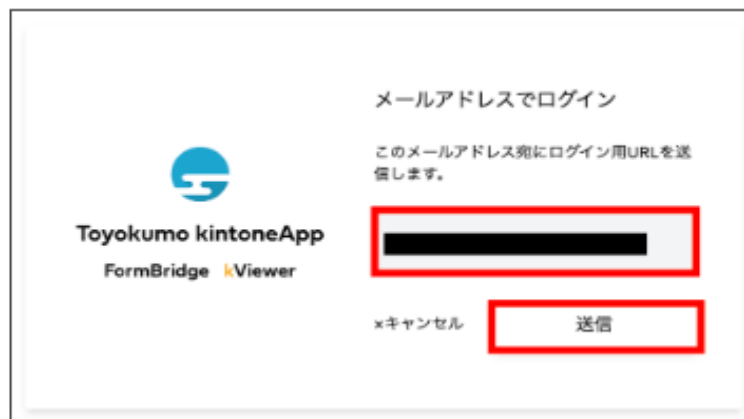 メールアドレスでログイン
このメールアドレス宛にログイン用URLを送
信します。
Toyokumo kintoneApp
FormBridge kViewer
×キャンセル
送信